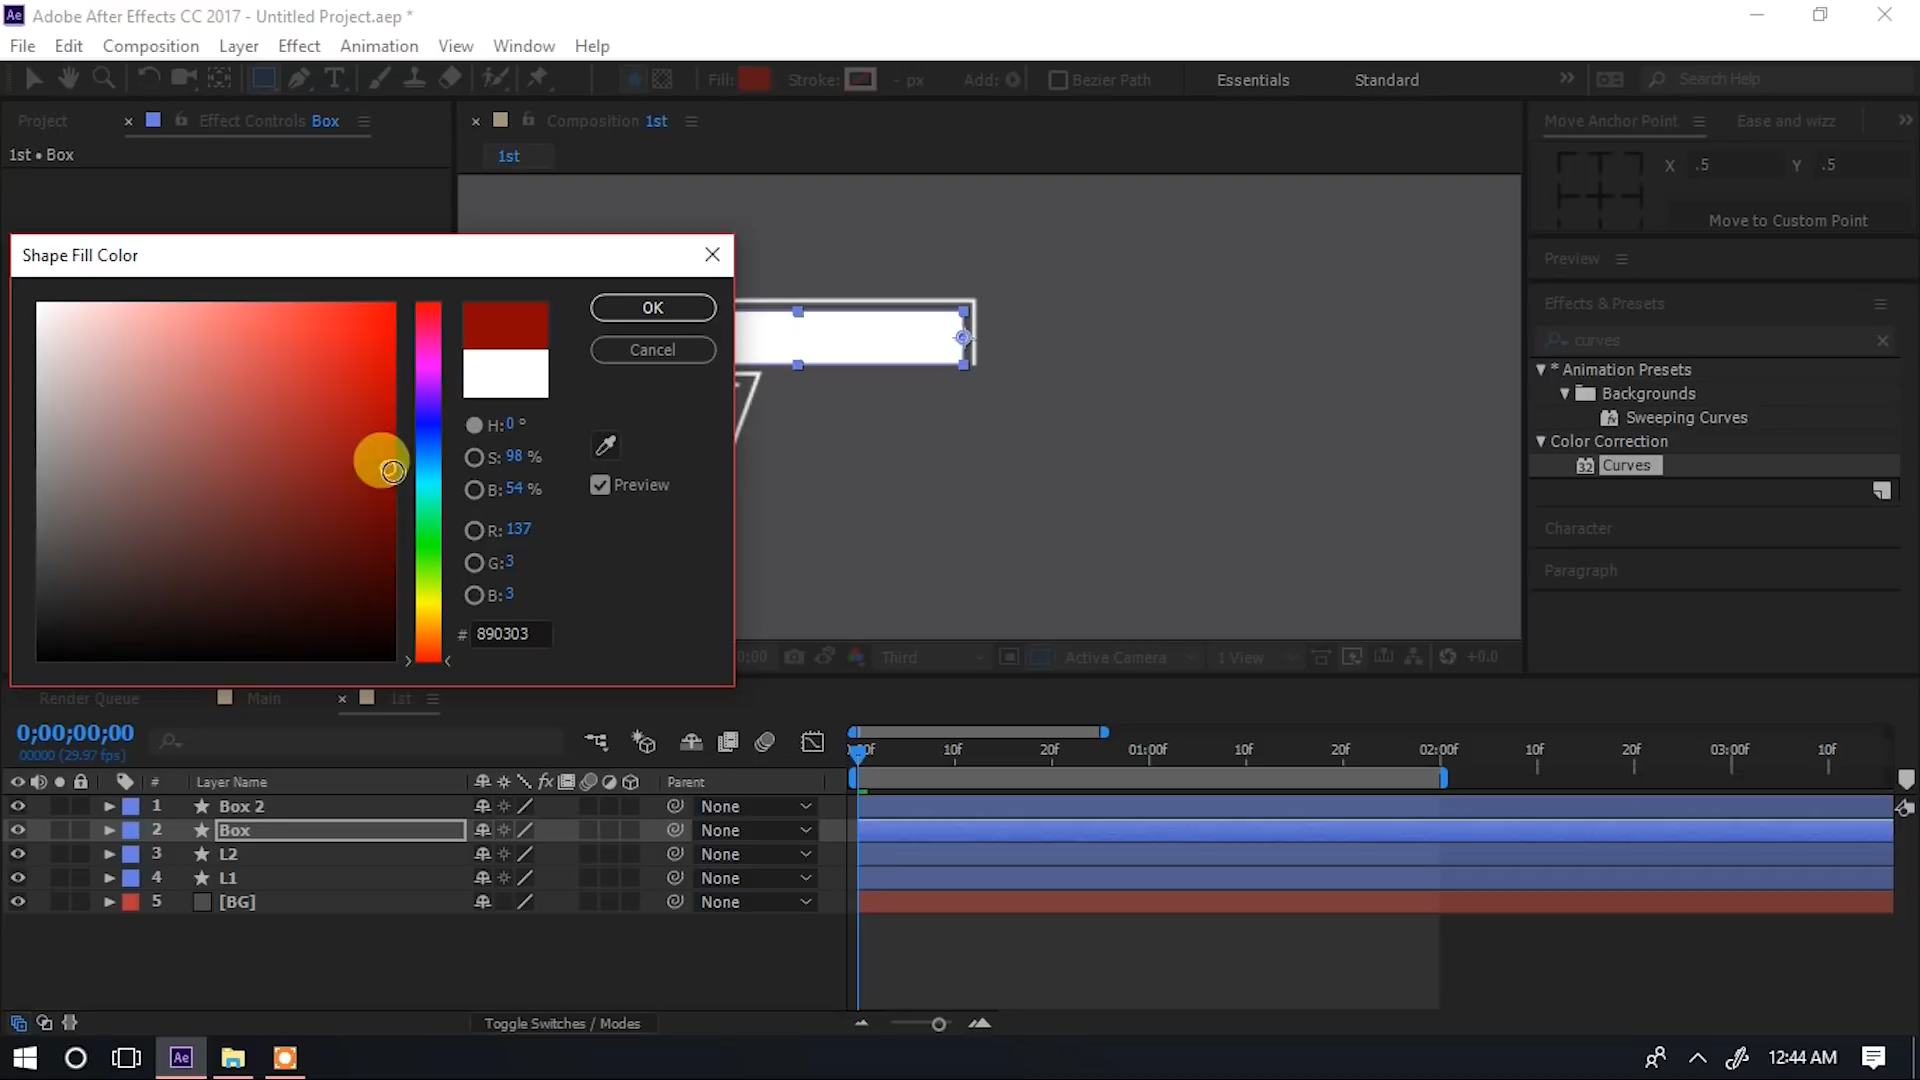 Adobe After Effects CC 2017 - Untitled Project.aep *
File Edit Composition Layer Effect Animation View Window Help
Fill: Stroke: - px Add: Bezier Path Essentials Standard Search Help
Project Effect Controls Box Composition 1st Move Anchor Point Ease and wizz
1st • Box 1st X .5 Y .5
Move to Custom Point
Shape Fill Color
OK
Cancel
H: 0 °
S: 98 %
B: 54 %
Preview
R: 137
G: 3
B: 3
# 890303
Preview
Effects & Presets
curves
* Animation Presets
Backgrounds
Sweeping Curves
Color Correction
32 Curves
Character
Paragraph
0:00 Third Active Camera 1 View +0.0
Render Queue Main 1st
0;00;00;00
00000 (29.97 fps)
10f 20f 01:00f 10f 20f 02:00f 10f 20f 03:00f 10f
# Layer Name fx Parent
1 Box 2 None
2 Box None
3 L2 None
4 L1 None
5 [BG] None
Toggle Switches / Modes
Ae 12:44 AM